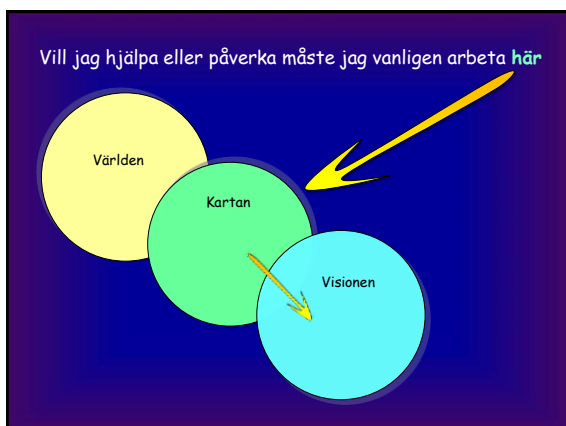 Vill jag hjälpa eller påverka måste jag vanligen arbeta här
Världen
Kartan
Visionen